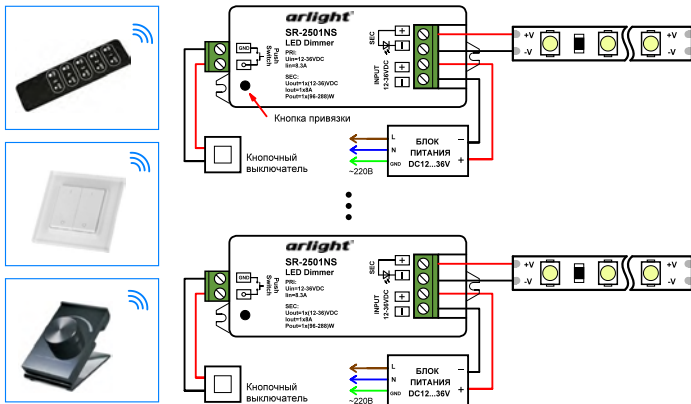 arlight®
SR-2501NS
LED Dimmer
PRI:
Uin=12-36VDC
Iin=8.3A
SEC:
Uout=1x(12-36)VDC
Iout=1x8A
Pout=1x(96-288)W
GND
Push
Switch
SEC
+
−
INPUT
12-36VDC
+
−
Кнопка привязки
Кнопочный
выключатель
L
N
GND
~220В
БЛОК
ПИТАНИЯ
DC12...36V
−
+
+V
-V
+V
-V
arlight®
SR-2501NS
LED Dimmer
PRI:
Uin=12-36VDC
Iin=8.3A
SEC:
Uout=1x(12-36)VDC
Iout=1x8A
Pout=1x(96-288)W
GND
Push
Switch
SEC
+
−
INPUT
12-36VDC
+
−
Кнопочный
выключатель
L
N
GND
~220В
БЛОК
ПИТАНИЯ
DC12...36V
−
+
+V
-V
+V
-V